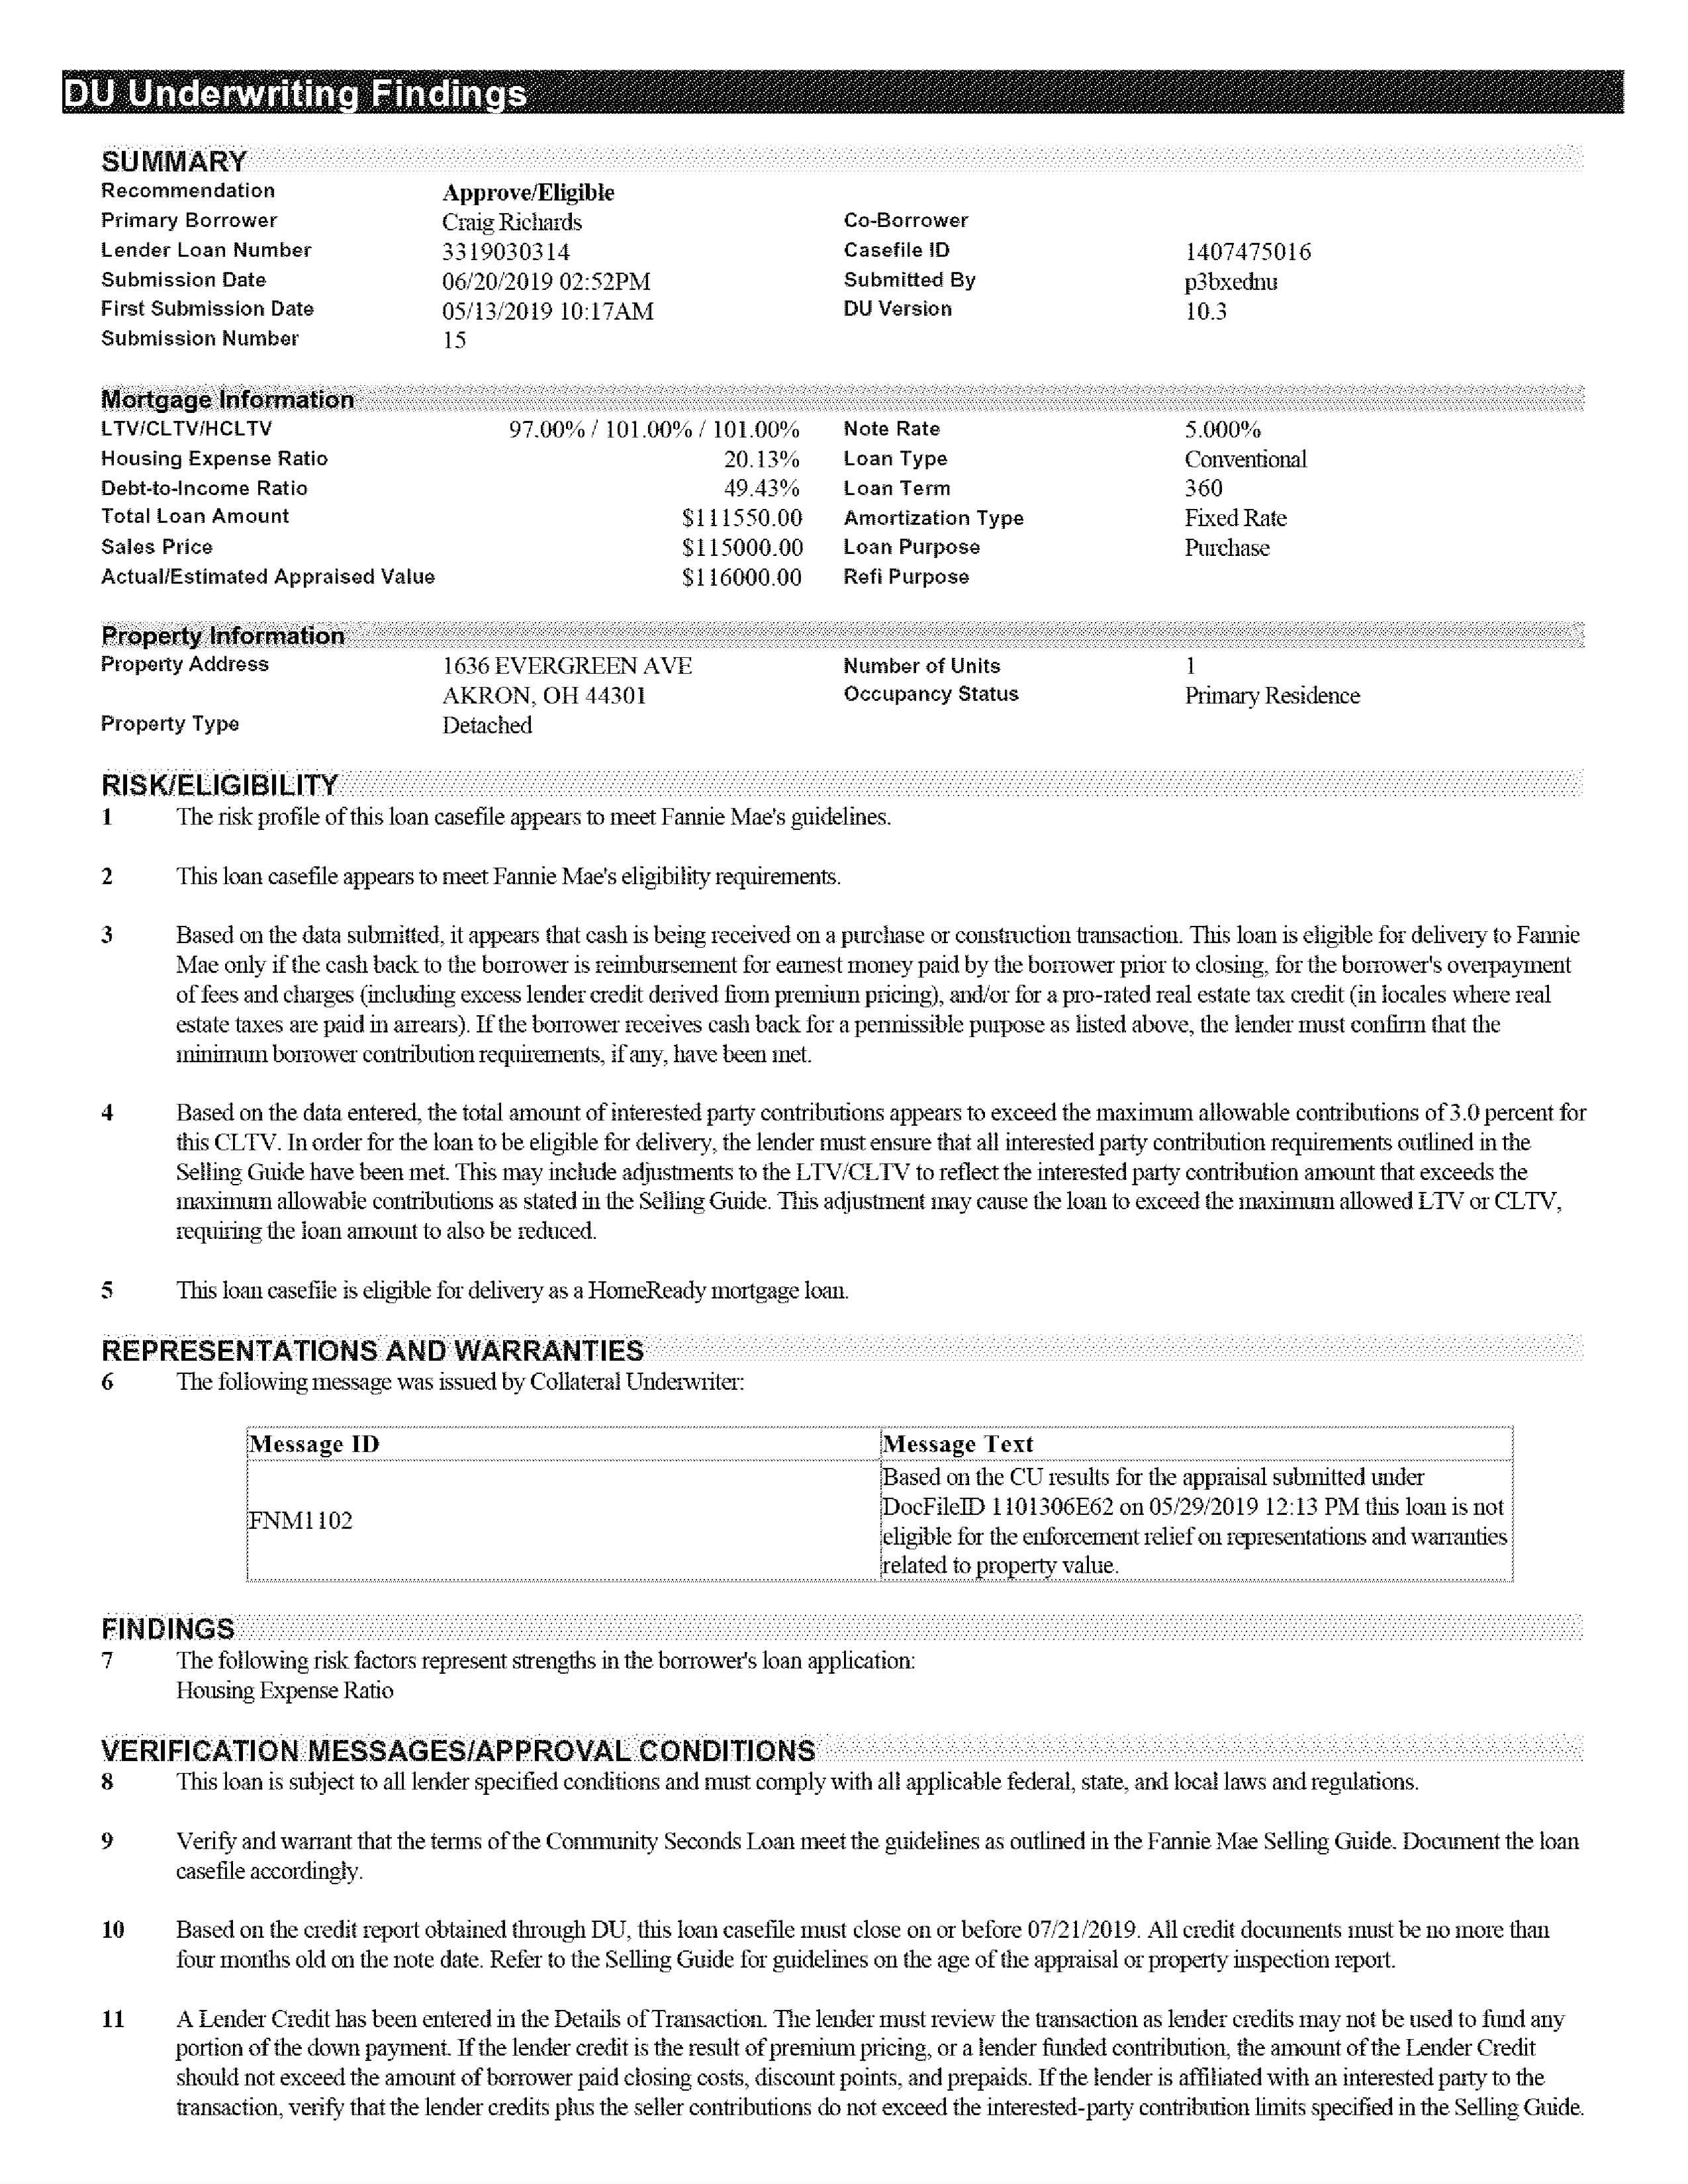 DU Underwriting Findings
SUMMARY
Recommendation Approve/Eligible
Primary Borrower Craig Richards Co-Borrower
Lender Loan Number 3319030314 Casefile ID 1407475016
Submission Date 06/20/2019 02:52PM Submitted By p3bxednu
First Submission Date 05/13/2019 10:17AM DU Version 10.3
Submission Number 15
Mortgage Information
LTV/CLTV/HCLTV 97.00% / 101.00% / 101.00% Note Rate 5.000%
Housing Expense Ratio 20.13% Loan Type Conventional
Debt-to-Income Ratio 49.43% Loan Term 360
Total Loan Amount $111550.00 Amortization Type Fixed Rate
Sales Price $115000.00 Loan Purpose Purchase
Actual/Estimated Appraised Value $116000.00 Refi Purpose
Property Information
Property Address 1636 EVERGREEN AVE Number of Units 1
AKRON, OH 44301 Occupancy Status Primary Residence
Property Type Detached
RISK/ELIGIBILITY
1 The risk profile of this loan casefile appears to meet Fannie Mae's guidelines.
2 This loan casefile appears to meet Fannie Mae's eligibility requirements.
3 Based on the data submitted, it appears that cash is being received on a purchase or construction transaction. This loan is eligible for delivery to Fannie
Mae only if the cash back to the borrower is reimbursement for earnest money paid by the borrower prior to closing, for the borrower's overpayment
of fees and charges (including excess lender credit derived from premium pricing), and/or for a pro-rated real estate tax credit (in locales where real
estate taxes are paid in arrears). If the borrower receives cash back for a permissible purpose as listed above, the lender must confirm that the
minimum borrower contribution requirements, if any, have been met.
4 Based on the data entered, the total amount of interested party contributions appears to exceed the maximum allowable contributions of 3.0 percent for
this CLTV. In order for the loan to be eligible for delivery, the lender must ensure that all interested party contribution requirements outlined in the
Selling Guide have been met. This may include adjustments to the LTV/CLTV to reflect the interested party contribution amount that exceeds the
maximum allowable contributions as stated in the Selling Guide. This adjustment may cause the loan to exceed the maximum allowed LTV or CLTV,
requiring the loan amount to also be reduced.
5 This loan casefile is eligible for delivery as a HomeReady mortgage loan.
REPRESENTATIONS AND WARRANTIES
6 The following message was issued by Collateral Underwriter:
Message ID Message Text
FNM1102 Based on the CU results for the appraisal submitted under
DocFileID 1101306E62 on 05/29/2019 12:13 PM this loan is not
eligible for the enforcement relief on representations and warranties
related to property value.
FINDINGS
7 The following risk factors represent strengths in the borrower's loan application:
Housing Expense Ratio
VERIFICATION MESSAGES/APPROVAL CONDITIONS
8 This loan is subject to all lender specified conditions and must comply with all applicable federal, state, and local laws and regulations.
9 Verify and warrant that the terms of the Community Seconds Loan meet the guidelines as outlined in the Fannie Mae Selling Guide. Document the loan
casefile accordingly.
10 Based on the credit report obtained through DU, this loan casefile must close on or before 07/21/2019. All credit documents must be no more than
four months old on the note date. Refer to the Selling Guide for guidelines on the age of the appraisal or property inspection report.
11 A Lender Credit has been entered in the Details of Transaction. The lender must review the transaction as lender credits may not be used to fund any
portion of the down payment. If the lender credit is the result of premium pricing, or a lender funded contribution, the amount of the Lender Credit
should not exceed the amount of borrower paid closing costs, discount points, and prepaids. If the lender is affiliated with an interested party to the
transaction, verify that the lender credits plus the seller contributions do not exceed the interested-party contribution limits specified in the Selling Guide.